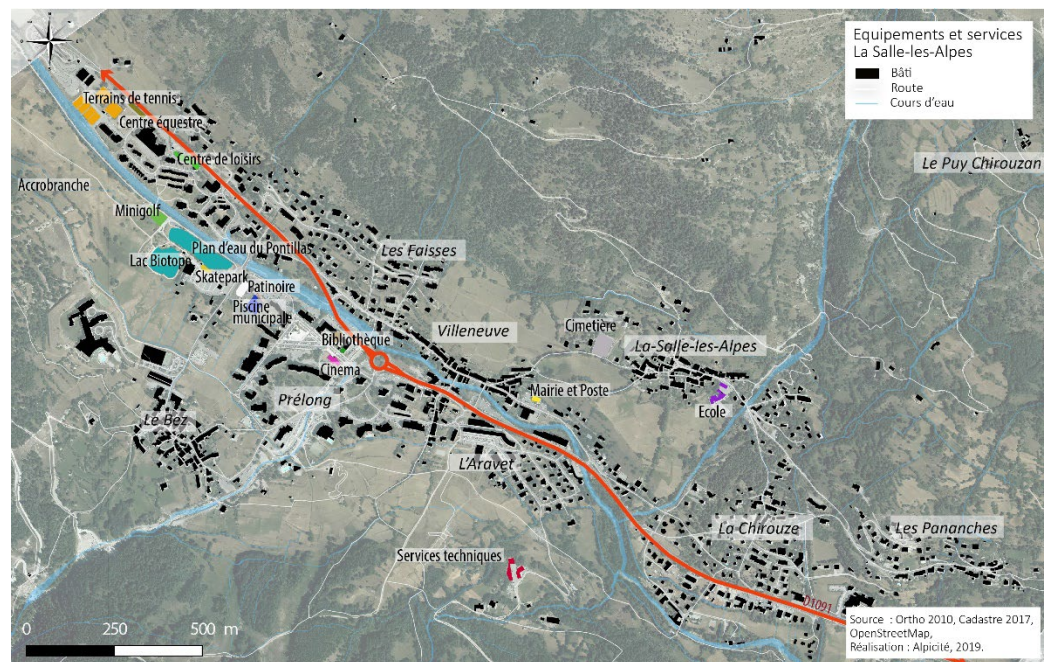 Equipements et services
La Salle-les-Alpes
Bâti
Route
Cours d'eau
Terrains de tennis
Centre équestre
Centre de loisirs
Le Puy Chirouzan
Accrobranche
Minigolf
Plan d'eau du Pontillas
Les Faisses
Lac Biotope
Skatepark
Patinoire
Piscine
municipale
Villeneuve
Cimetière
Bibliothèque
La-Salle-les-Alpes
Cinema
Mairie et Poste
Prélong
Ecole
Le Bez
L'Aravet
La Chirouze
Les Pananches
Services techniques
D1091
0 250 500 m
Source : Ortho 2010, Cadastre 2017,
OpenStreetMap,
Réalisation : Alpicité, 2019.